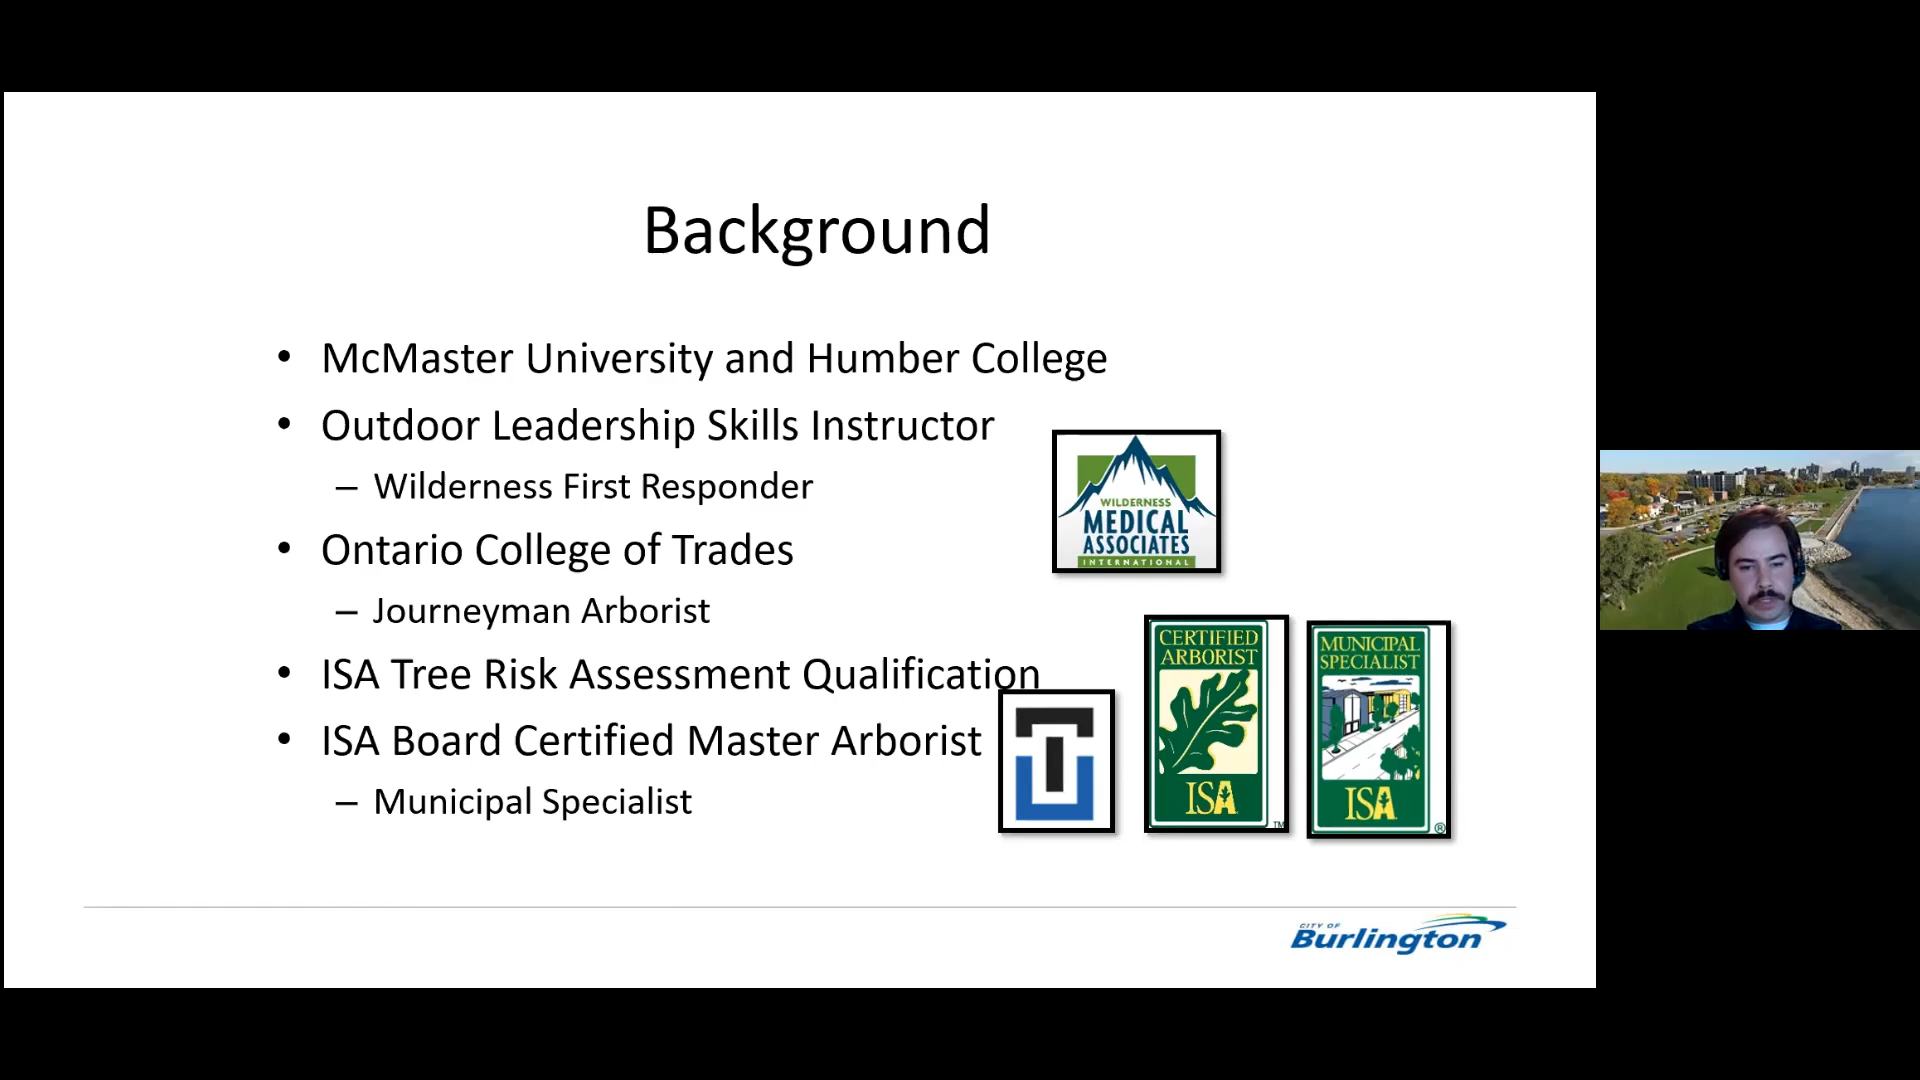 Background
• McMaster University and Humber College
• Outdoor Leadership Skills Instructor
– Wilderness First Responder
• Ontario College of Trades
– Journeyman Arborist
• ISA Tree Risk Assessment Qualification
• ISA Board Certified Master Arborist
– Municipal Specialist
WILDERNESS
MEDICAL
ASSOCIATES
INTERNATIONAL
CERTIFIED
ARBORIST
ISA
TM
MUNICIPAL
SPECIALIST
ISA
®
CITY OF
Burlington